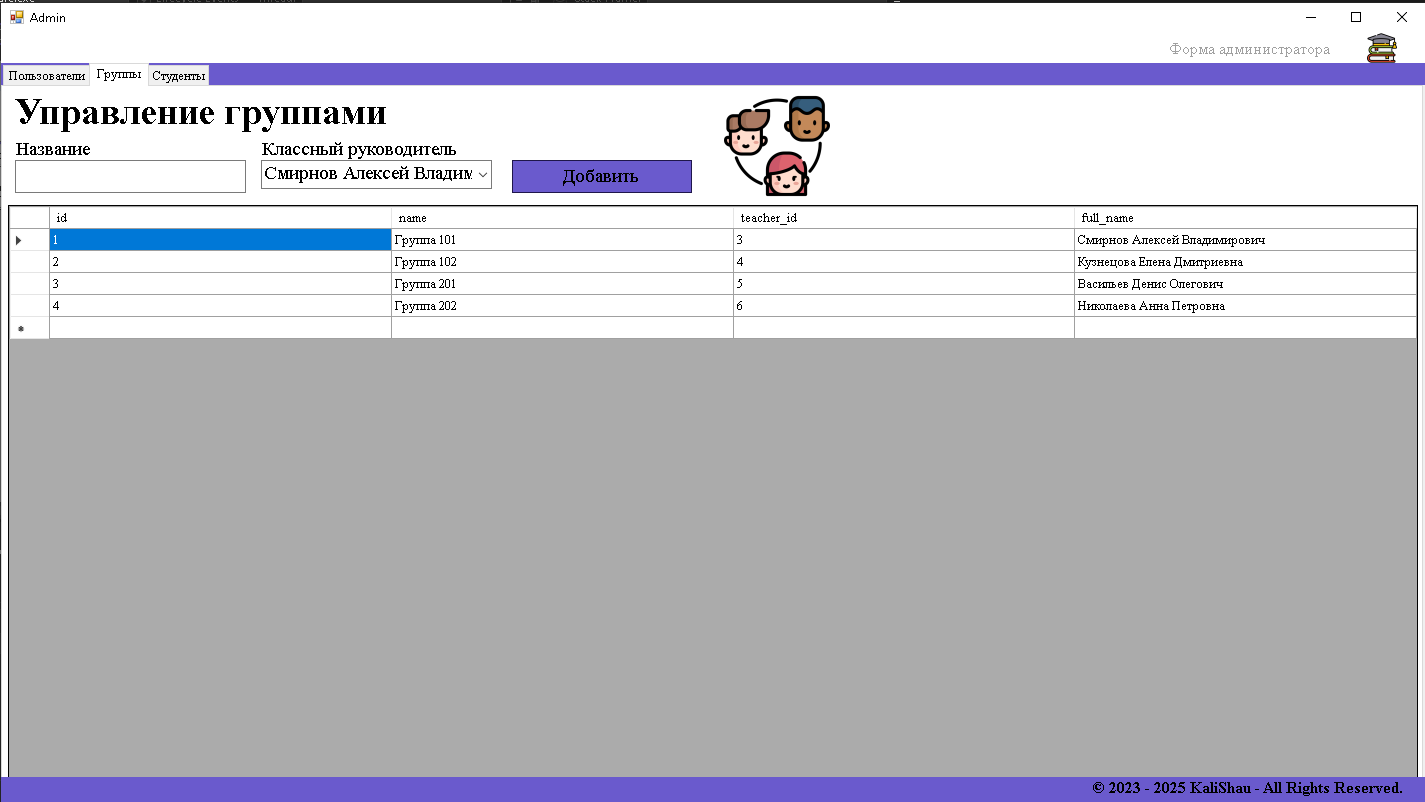 Admin
Форма администратора
Пользователи Группы Студенты
Управление группами
Название Классный руководитель
Смирнов Алексей Владим Добавить
id name teacher_id full_name
1 Группа 101 3 Смирнов Алексей Владимирович
2 Группа 102 4 Кузнецова Елена Дмитриевна
3 Группа 201 5 Васильев Денис Олегович
4 Группа 202 6 Николаева Анна Петровна
© 2023 - 2025 KaliShau - All Rights Reserved.